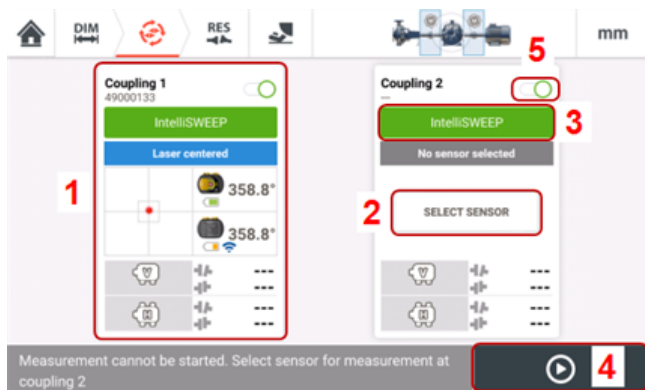 DIM
RES
mm
5
Coupling 1
49000133
Coupling 2
—
IntelliSWEEP
IntelliSWEEP
3
Laser centered
No sensor selected
1
358.8°
2
SELECT SENSOR
358.8°
V
---
---
V
---
---
H
---
---
H
---
---
Measurement cannot be started. Select sensor for measurement at
coupling 2
4